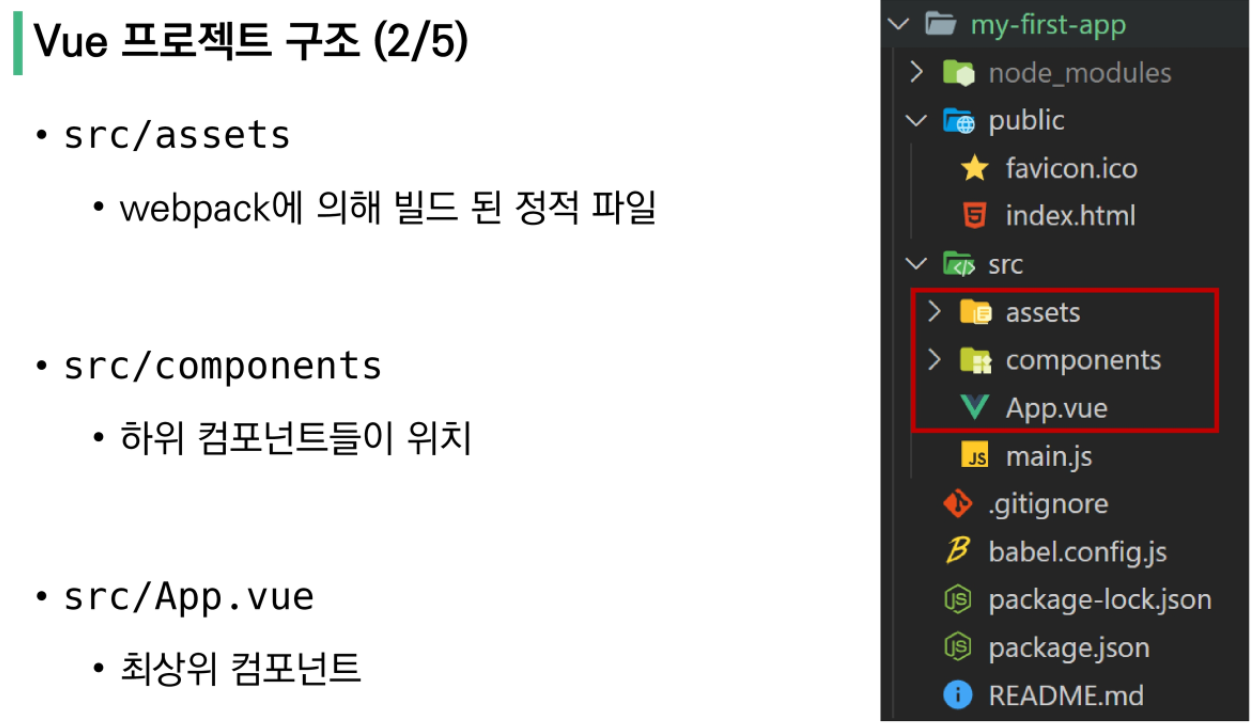 Vue 프로젝트 구조 (2/5)
• src/assets
• webpack에 의해 빌드 된 정적 파일
• src/components
• 하위 컴포넌트들이 위치
• src/App.vue
• 최상위 컴포넌트
my-first-app
node_modules
public
favicon.ico
index.html
src
assets
components
App.vue
main.js
.gitignore
babel.config.js
package-lock.json
package.json
README.md